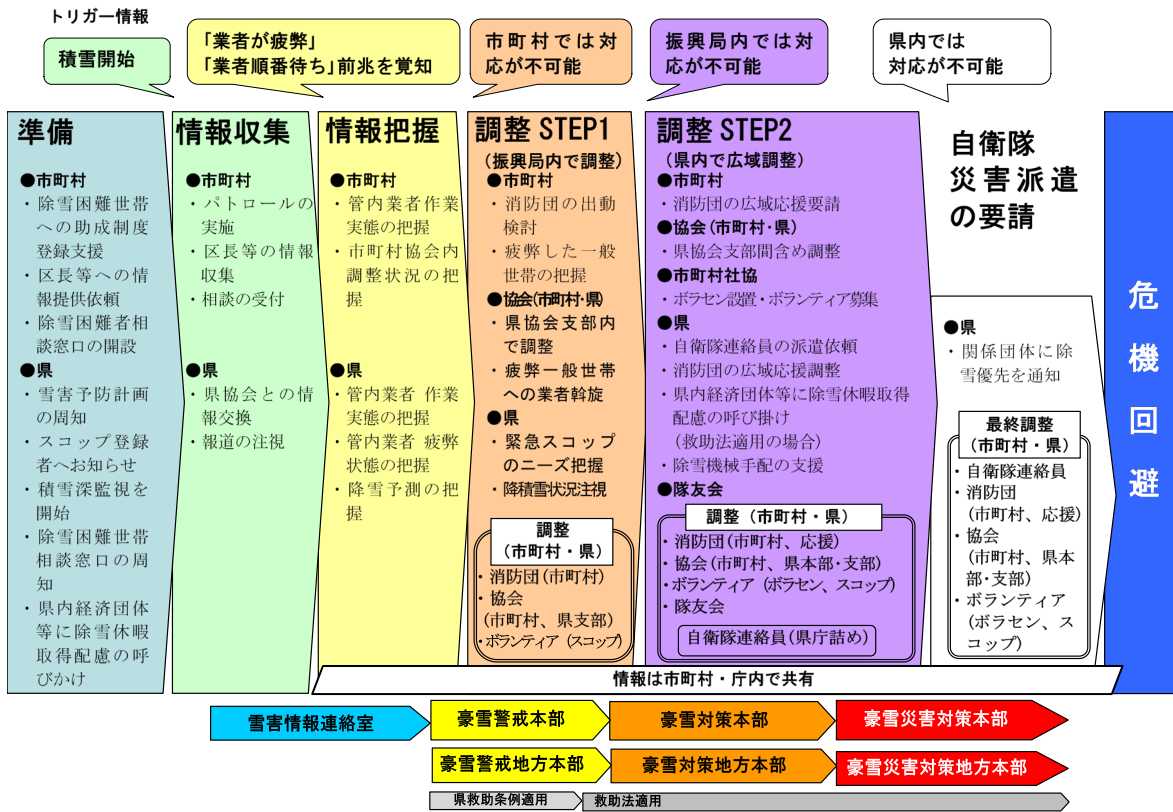 トリガー情報
積雪開始
「業者が疲弊」
「業者順番待ち」前兆を覚知
市町村では対
応が不可能
振興局内では対
応が不可能
県内では
対応が不可能
準備
●市町村
・除雪困難世帯
への助成制度
登録支援
・区長等への情
報提供依頼
・除雪困難者相
談窓口の開設
●県
・雪害予防計画
の周知
・スコップ登録
者へお知らせ
・積雪深監視を
開始
・除雪困難世帯
相談窓口の周
知
・県内経済団体
等に除雪休暇
取得配慮の呼
びかけ
情報収集
●市町村
・パトロールの
実施
・区長等の情報
収集
・相談の受付
●県
・県協会との情
報交換
・報道の注視
情報把握
●市町村
・管内業者作業
実態の把握
・市町村協会内
調整状況の把
握
●県
・管内業者 作業
実態の把握
・管内業者 疲弊
状態の把握
・降雪予測の把
握
調整 STEP1
(振興局内で調整)
●市町村
・消防団の出動
検討
・疲弊した一般
世帯の把握
●協会(市町村・県)
・県協会支部内
で調整
・疲弊一般世帯
への業者斡旋
●県
・緊急スコップ
のニーズ把握
・降積雪状況注視
調整
(市町村・県)
・消防団(市町村)
・協会
(市町村、県支部)
・ボランティア(スコップ)
調整 STEP2
(県内で広域調整)
●市町村
・消防団の広域応援要請
●協会(市町村・県)
・県協会支部間含め調整
●市町村社協
・ボラセン設置・ボランティア募集
●県
・自衛隊連絡員の派遣依頼
・消防団の広域応援調整
・県内経済団体等に除雪休暇取得
配慮の呼び掛け
(救助法適用の場合)
・除雪機械手配の支援
●隊友会
調整(市町村・県)
・消防団(市町村、応援)
・協会(市町村、県本部・支部)
・ボランティア(ボラセン、スコップ)
・隊友会
自衛隊連絡員(県庁詰め)
自衛隊
災害派遣
の要請
●県
・関係団体に除
雪優先を通知
最終調整
(市町村・県)
・自衛隊連絡員
・消防団
(市町村、応援)
・協会
(市町村、県本
部・支部)
・ボランティア
(ボラセン、ス
コップ)
危機回避
情報は市町村・庁内で共有
雪害情報連絡室
豪雪警戒本部
豪雪対策本部
豪雪災害対策本部
豪雪警戒地方本部
豪雪対策地方本部
豪雪災害対策地方本部
県救助条例適用
救助法適用